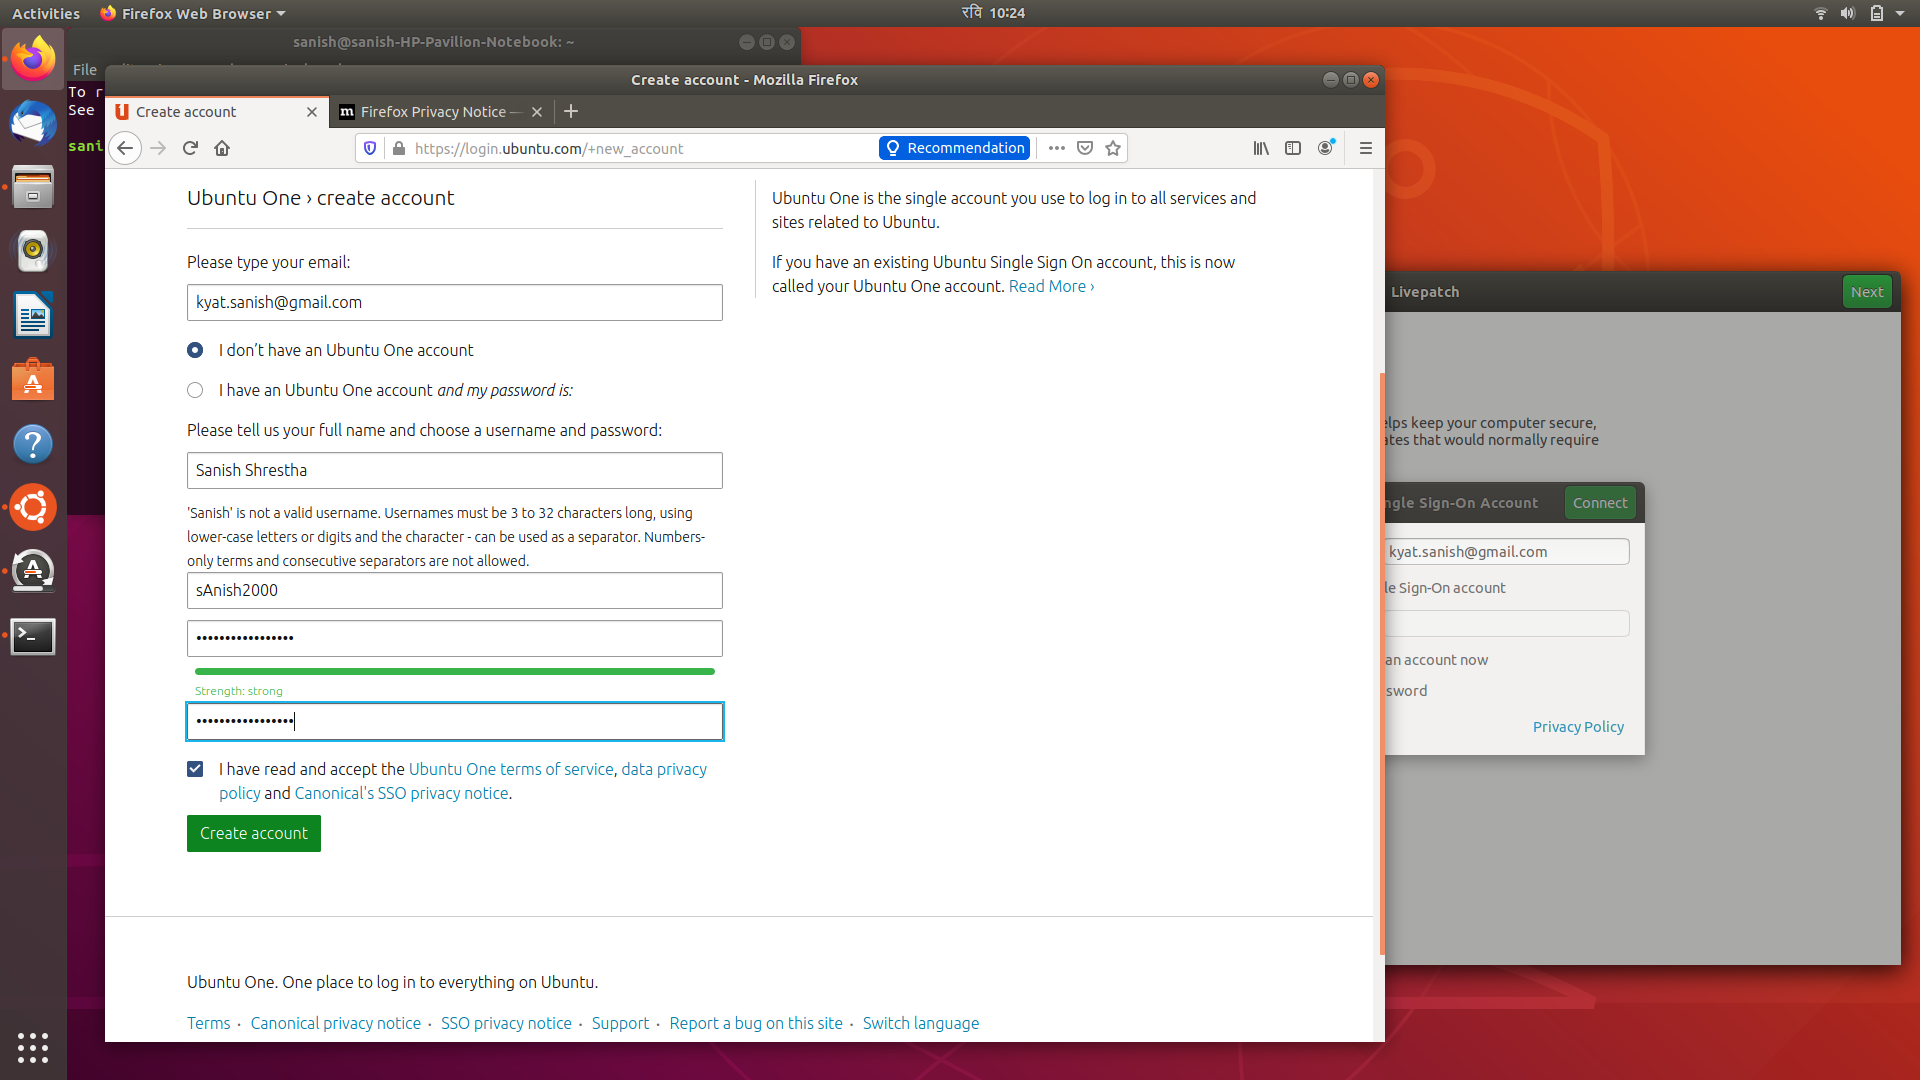 Activities
Firefox Web Browser
रवि 10:24
sanish@sanish-HP-Pavilion-Notebook: ~
File
To r
See
sani
Create account - Mozilla Firefox
Create account
Firefox Privacy Notice —
https://login.ubuntu.com/+new_account
Recommendation
Ubuntu One › create account
Please type your email:
kyat.sanish@gmail.com
I don’t have an Ubuntu One account
I have an Ubuntu One account and my password is:
Please tell us your full name and choose a username and password:
Sanish Shrestha
'Sanish' is not a valid username. Usernames must be 3 to 32 characters long, using
lower-case letters or digits and the character - can be used as a separator. Numbers-
only terms and consecutive separators are not allowed.
sAnish2000
Strength: strong
I have read and accept the Ubuntu One terms of service, data privacy
policy and Canonical's SSO privacy notice.
Create account
Ubuntu One is the single account you use to log in to all services and
sites related to Ubuntu.
If you have an existing Ubuntu Single Sign On account, this is now
called your Ubuntu One account. Read More ›
Ubuntu One. One place to log in to everything on Ubuntu.
Terms · Canonical privacy notice · SSO privacy notice · Support · Report a bug on this site · Switch language
Livepatch
Next
elps keep your computer secure,
ates that would normally require
ngle Sign-On Account
Connect
kyat.sanish@gmail.com
le Sign-On account
an account now
sword
Privacy Policy